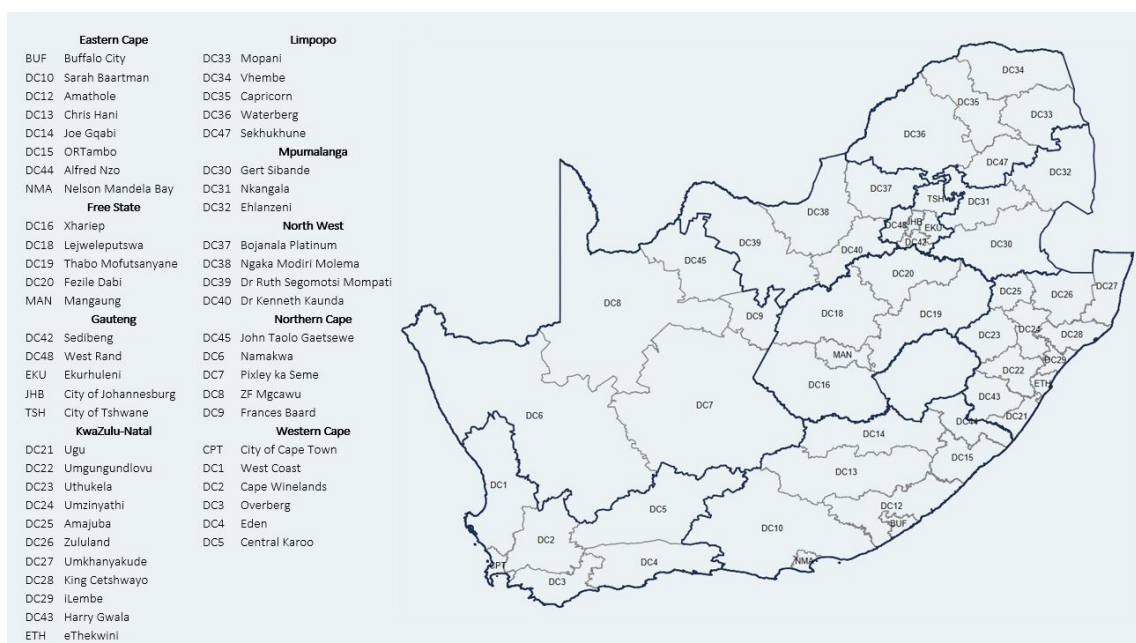 Eastern Cape
BUF Buffalo City
DC10 Sarah Baartman
DC12 Amathole
DC13 Chris Hani
DC14 Joe Gqabi
DC15 ORTambo
DC44 Alfred Nzo
NMA Nelson Mandela Bay
Free State
DC16 Xhariep
DC18 Lejweleputswa
DC19 Thabo Mofutsanyane
DC20 Fezile Dabi
MAN Mangaung
Gauteng
DC42 Sedibeng
DC48 West Rand
EKU Ekurhuleni
JHB City of Johannesburg
TSH City of Tshwane
KwaZulu-Natal
DC21 Ugu
DC22 Umgungundlovu
DC23 Uthukela
DC24 Umzinyathi
DC25 Amajuba
DC26 Zululand
DC27 Umkhanyakude
DC28 King Cetshwayo
DC29 iLembe
DC43 Harry Gwala
ETH eThekwini
Limpopo
DC33 Mopani
DC34 Vhembe
DC35 Capricorn
DC36 Waterberg
DC47 Sekhukhune
Mpumalanga
DC30 Gert Sibande
DC31 Nkangala
DC32 Ehlanzeni
North West
DC37 Bojanala Platinum
DC38 Ngaka Modiri Molema
DC39 Dr Ruth Segomotsi Mompati
DC40 Dr Kenneth Kaunda
Northern Cape
DC45 John Taolo Gaetsewe
DC6 Namakwa
DC7 Pixley ka Seme
DC8 ZF Mgcawu
DC9 Frances Baard
Western Cape
CPT City of Cape Town
DC1 West Coast
DC2 Cape Winelands
DC3 Overberg
DC4 Eden
DC5 Central Karoo
DC34
DC35
DC33
DC36
DC47
DC32
DC37
TSH
DC31
DC38
DC48
JHB
EKU
DC42
DC39
DC40
DC30
DC45
DC20
DC25
DC26
DC27
DC8
DC9
DC18
DC19
DC23
DC24
DC28
MAN
DC29
DC22
DC16
ETH
DC43
DC7
DC6
DC21
DC44
DC14
DC15
DC13
DC1
DC5
DC12
BUF
DC10
DC2
NMA
DC4
CPT
DC3